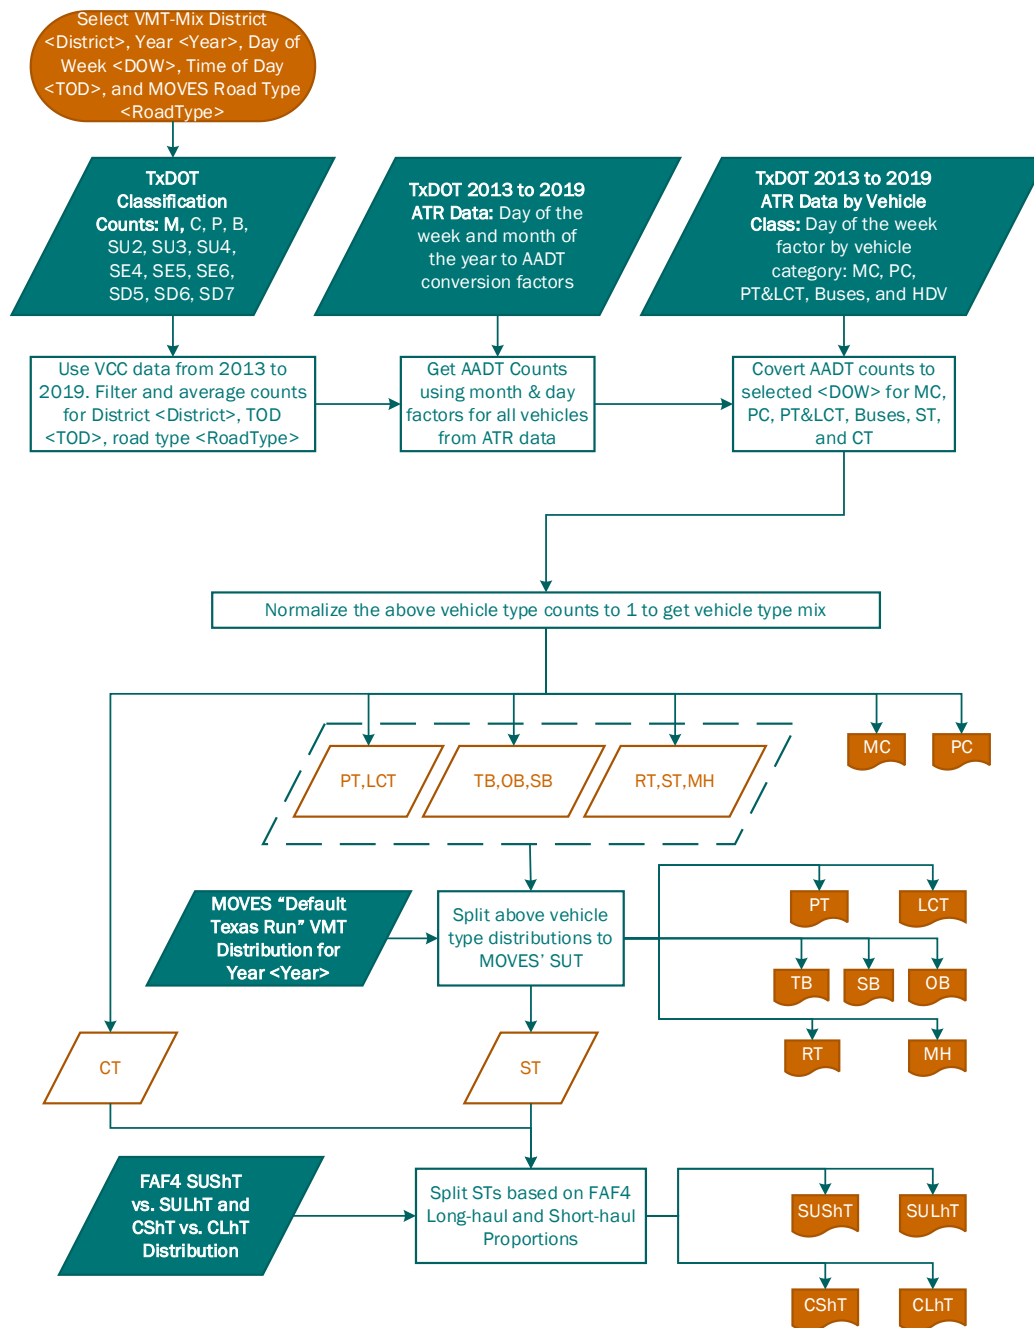 Select VMT-Mix District
<District>, Year <Year>, Day of
Week <DOW>, Time of Day
<TOD>, and MOVES Road Type
<RoadType>
TxDOT
Classification
Counts: M, C, P, B,
SU2, SU3, SU4,
SE4, SE5, SE6,
SD5, SD6, SD7
TxDOT 2013 to 2019
ATR Data: Day of the
week and month of
the year to AADT
conversion factors
TxDOT 2013 to 2019
ATR Data by Vehicle
Class: Day of the week
factor by vehicle
category: MC, PC,
PT&LCT, Buses, and HDV
Use VCC data from 2013 to
2019. Filter and average counts
for District <District>, TOD
<TOD>, road type <RoadType>
Get AADT Counts
using month & day
factors for all vehicles
from ATR data
Covert AADT counts to
selected <DOW> for MC,
PC, PT&LCT, Buses, ST,
and CT
Normalize the above vehicle type counts to 1 to get vehicle type mix
MC
PC
PT,LCT
TB,OB,SB
RT,ST,MH
MOVES “Default
Texas Run” VMT
Distribution for
Year <Year>
Split above vehicle
type distributions to
MOVES’ SUT
PT
LCT
TB
SB
OB
RT
MH
CT
ST
FAF4 SUShT
vs. SULhT and
CShT vs. CLhT
Distribution
Split STs based on FAF4
Long-haul and Short-haul
Proportions
SUShT
SULhT
CShT
CLhT